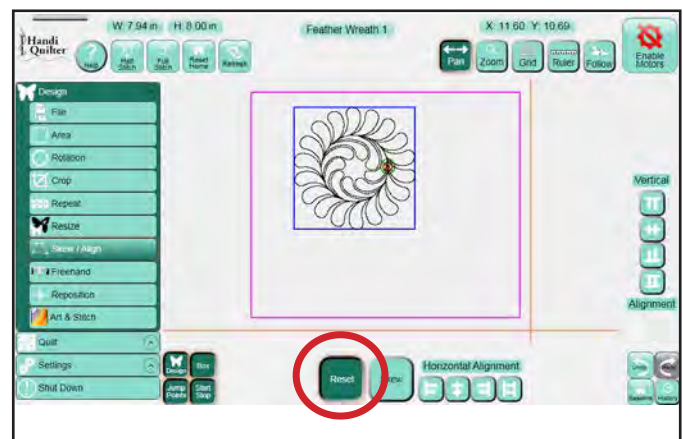 W: 7.94 in H: 8.00 in
Feather Wreath 1
X: 11.60 Y: 10.69
Handi
Quilter
Help
Half
Stitch
Full
Stitch
Reset
Home
Refresh
Pan
Zoom
Grid
Ruler
Follow
Enable
Motors
Design
File
Area
Rotation
Crop
Repeat
Resize
Skew / Align
Freehand
Reposition
Art & Stitch
Quilt
Settings
Shut Down
Vertical
Alignment
Design
Box
Jump
Points
Start
Stop
Reset
Horizontal Alignment
Undo
Baseline
History